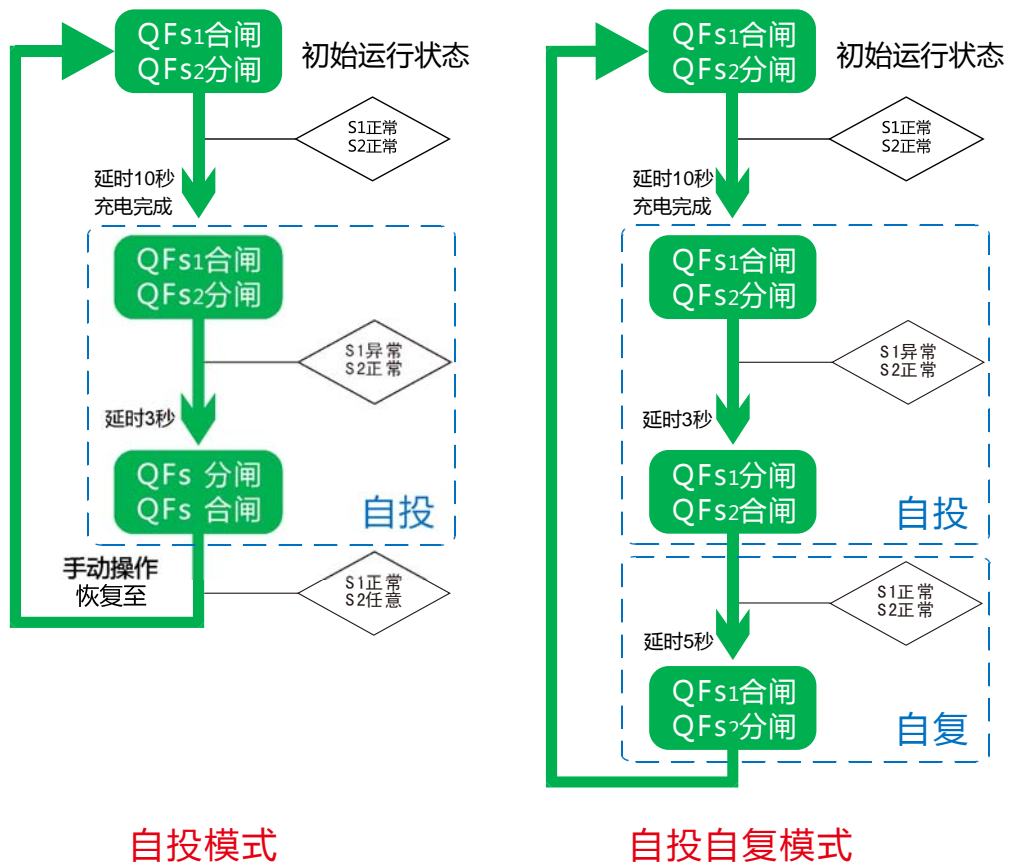 QFs1合闸
QFs2分闸
初始运行状态
S1正常
S2正常
延时10秒
充电完成
QFs1合闸
QFs2分闸
S1异常
S2正常
延时3秒
QFs 分闸
QFs 合闸
自投
手动操作
恢复至
S1正常
S2任意
自投模式
QFs1合闸
QFs2分闸
初始运行状态
S1正常
S2正常
延时10秒
充电完成
QFs1合闸
QFs2分闸
S1异常
S2正常
延时3秒
QFs1分闸
QFs2合闸
自投
S1正常
S2正常
延时5秒
QFs1合闸
QFs2分闸
自复
自投自复模式